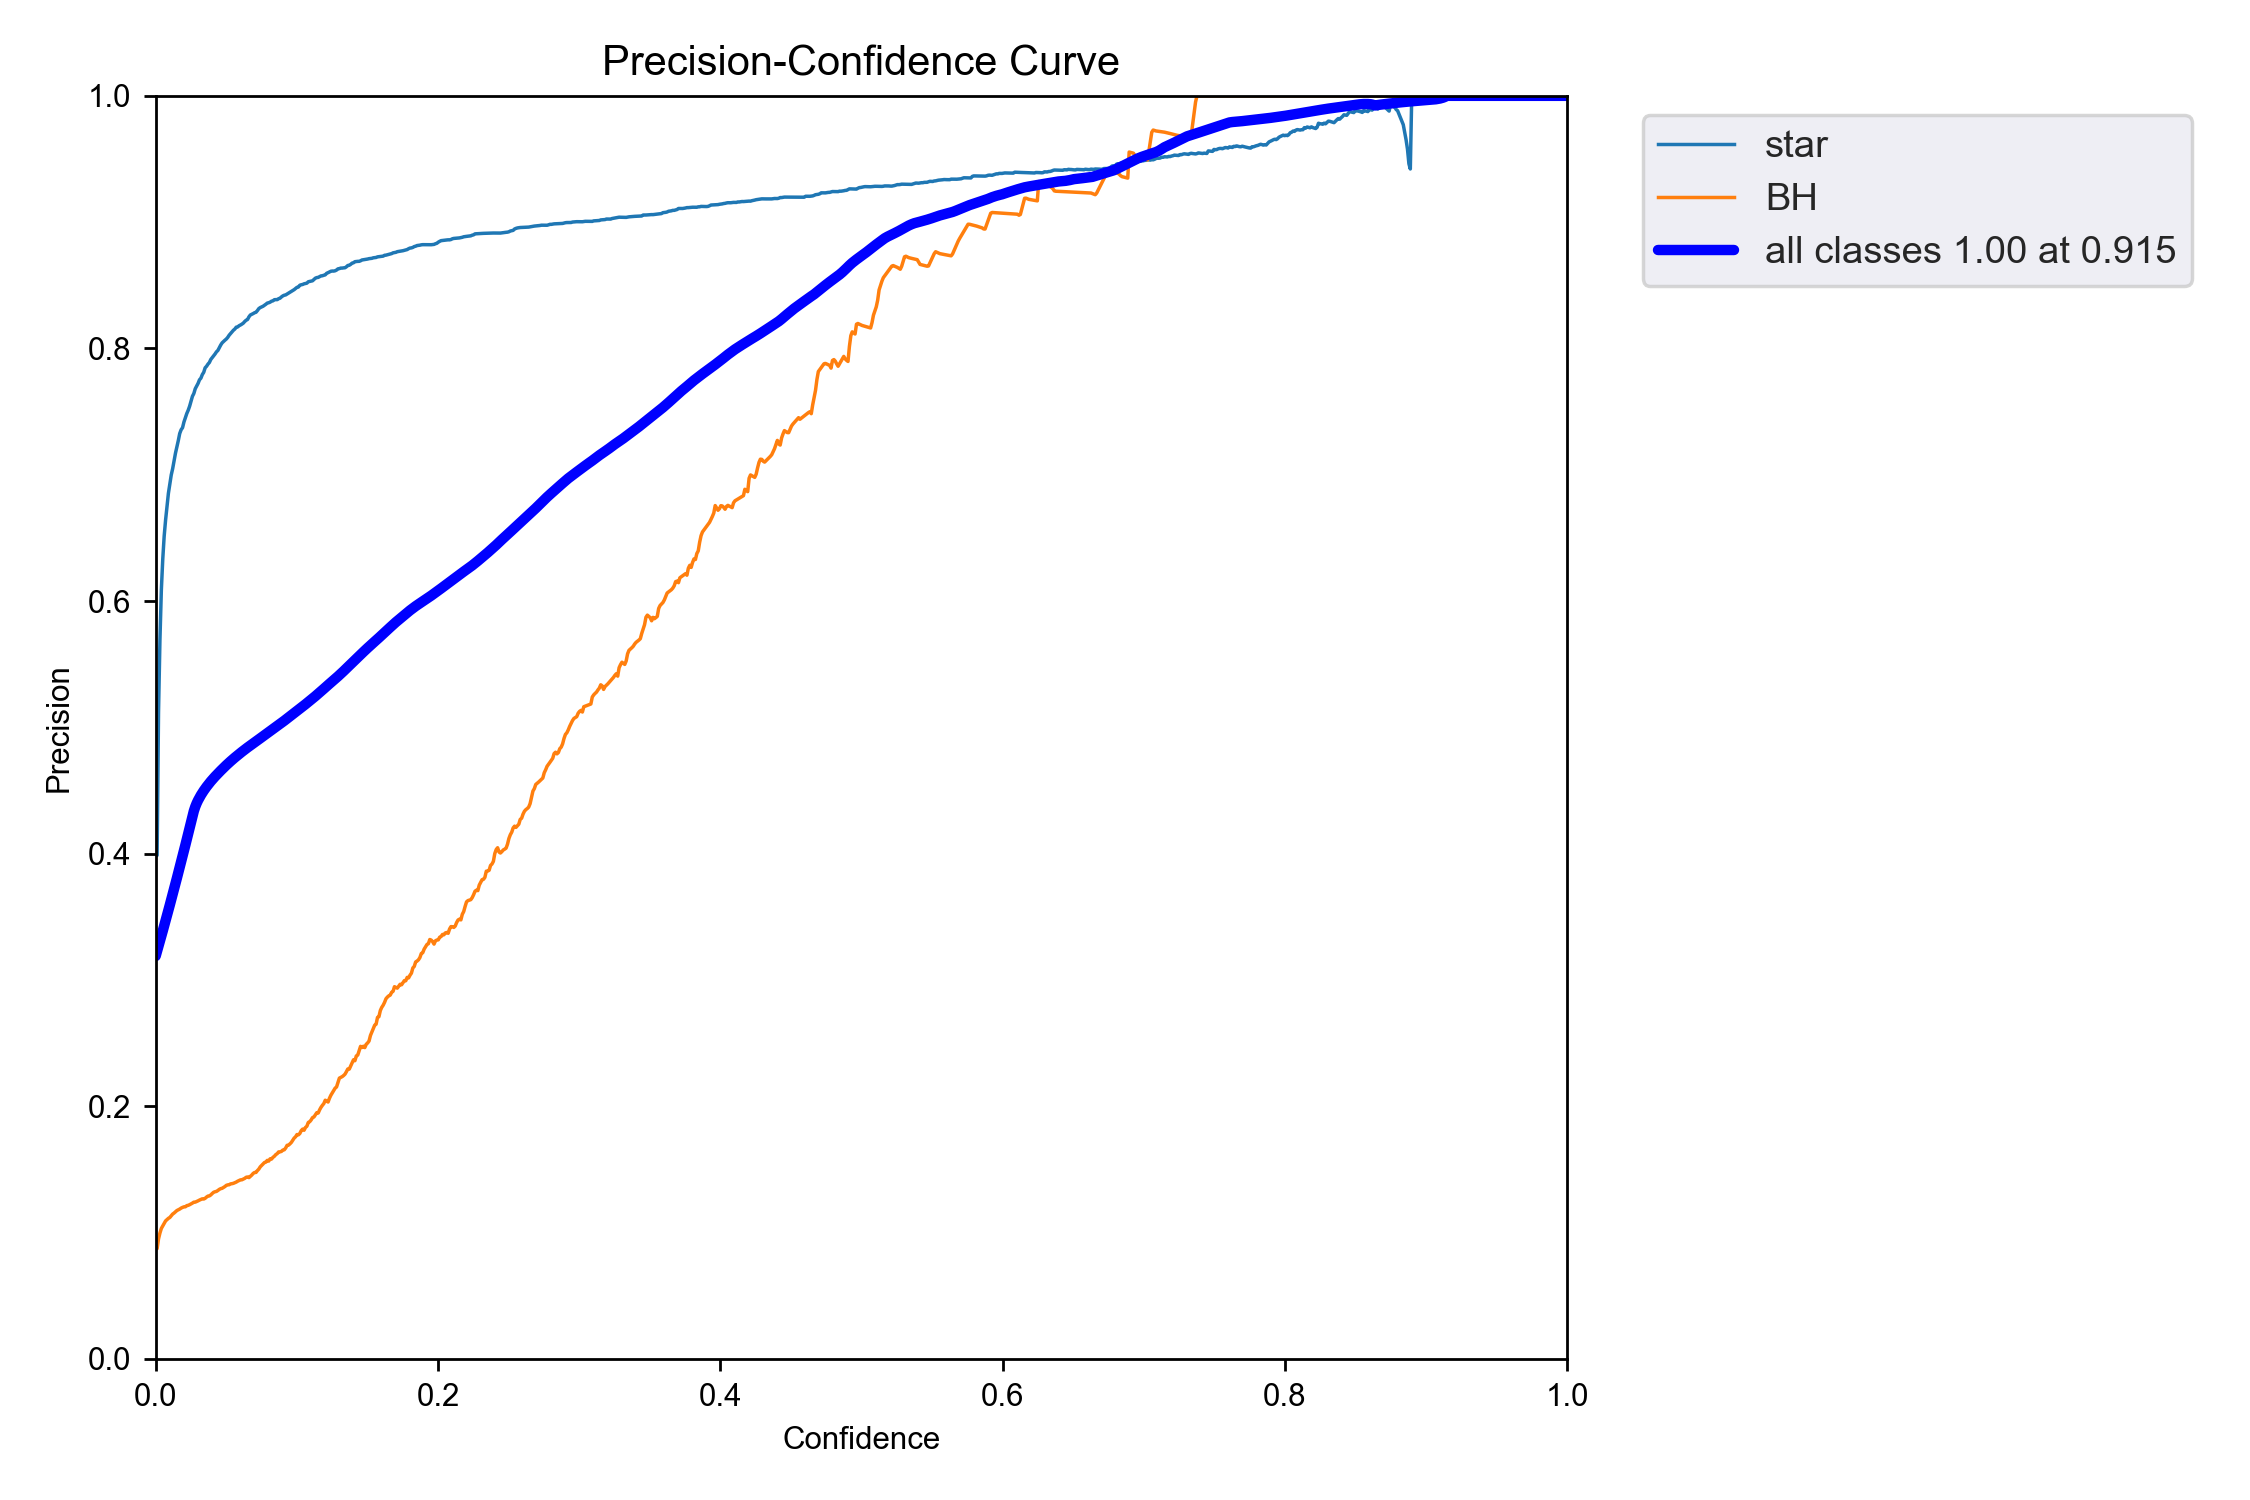 Precision-Confidence Curve
1.0
0.8
0.6
0.4
0.2
0.0
Precision
0.0 0.2 0.4 0.6 0.8 1.0
Confidence
star
BH
all classes 1.00 at 0.915